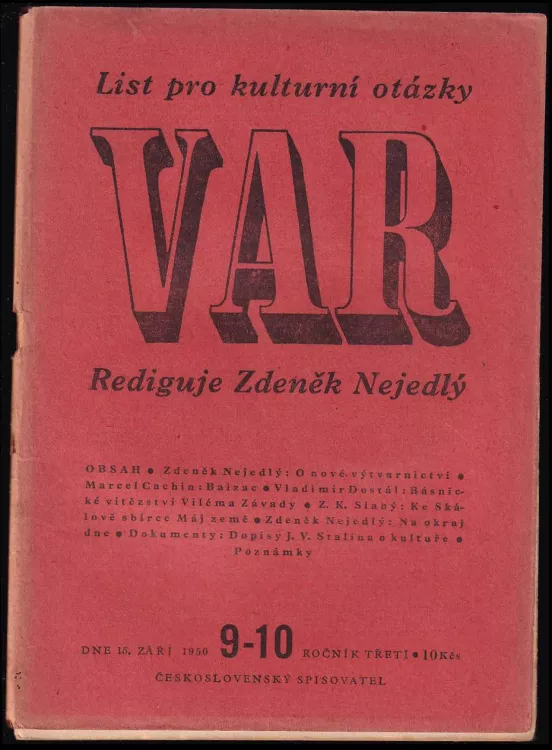 List pro kulturní otázky
VAR
Rediguje Zdeněk Nejedlý
OBSAH ● Zdeněk Nejedlý: O nové výtvarnictví ●
Marcel Cachin: Balzac ● Vladimír Dostál: Básnic-
ké vítězství Viléma Závady ● Z. K. Slabý: Ke Ská-
lově sbírce Máj země ● Zdeněk Nejedlý: Na okraj
dne ● Dokumenty: Dopisy J. V. Stalina o kultuře ●
Poznámky
DNE 15. ZÁŘÍ 1950 9-10 ROČNÍK TŘETÍ ● 10 Kčs
ČESKOSLOVENSKÝ SPISOVATEL